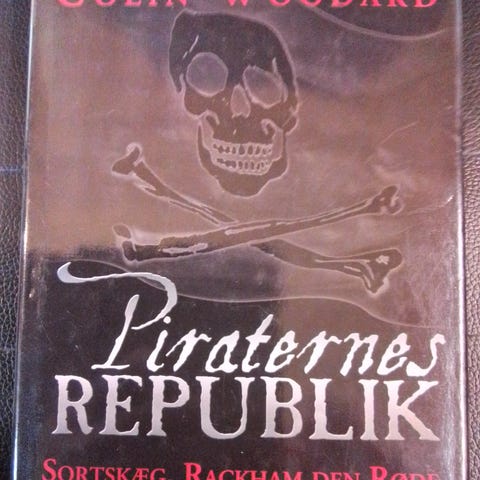 COLIN WOODARD
Piraternes
REPUBLIK
SORTSKÆG, RACKHAM DEN RØDE